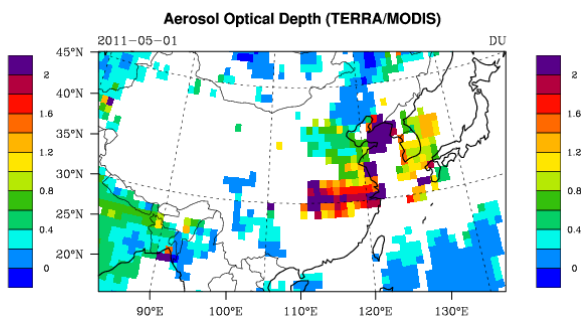 Aerosol Optical Depth (TERRA/MODIS)
2011-05-01 DU
45°N
40°N
35°N
30°N
25°N
20°N
90°E 100°E 110°E 120°E 130°E
2
1.6
1.2
0.8
0.4
0
2
1.6
1.2
0.8
0.4
0